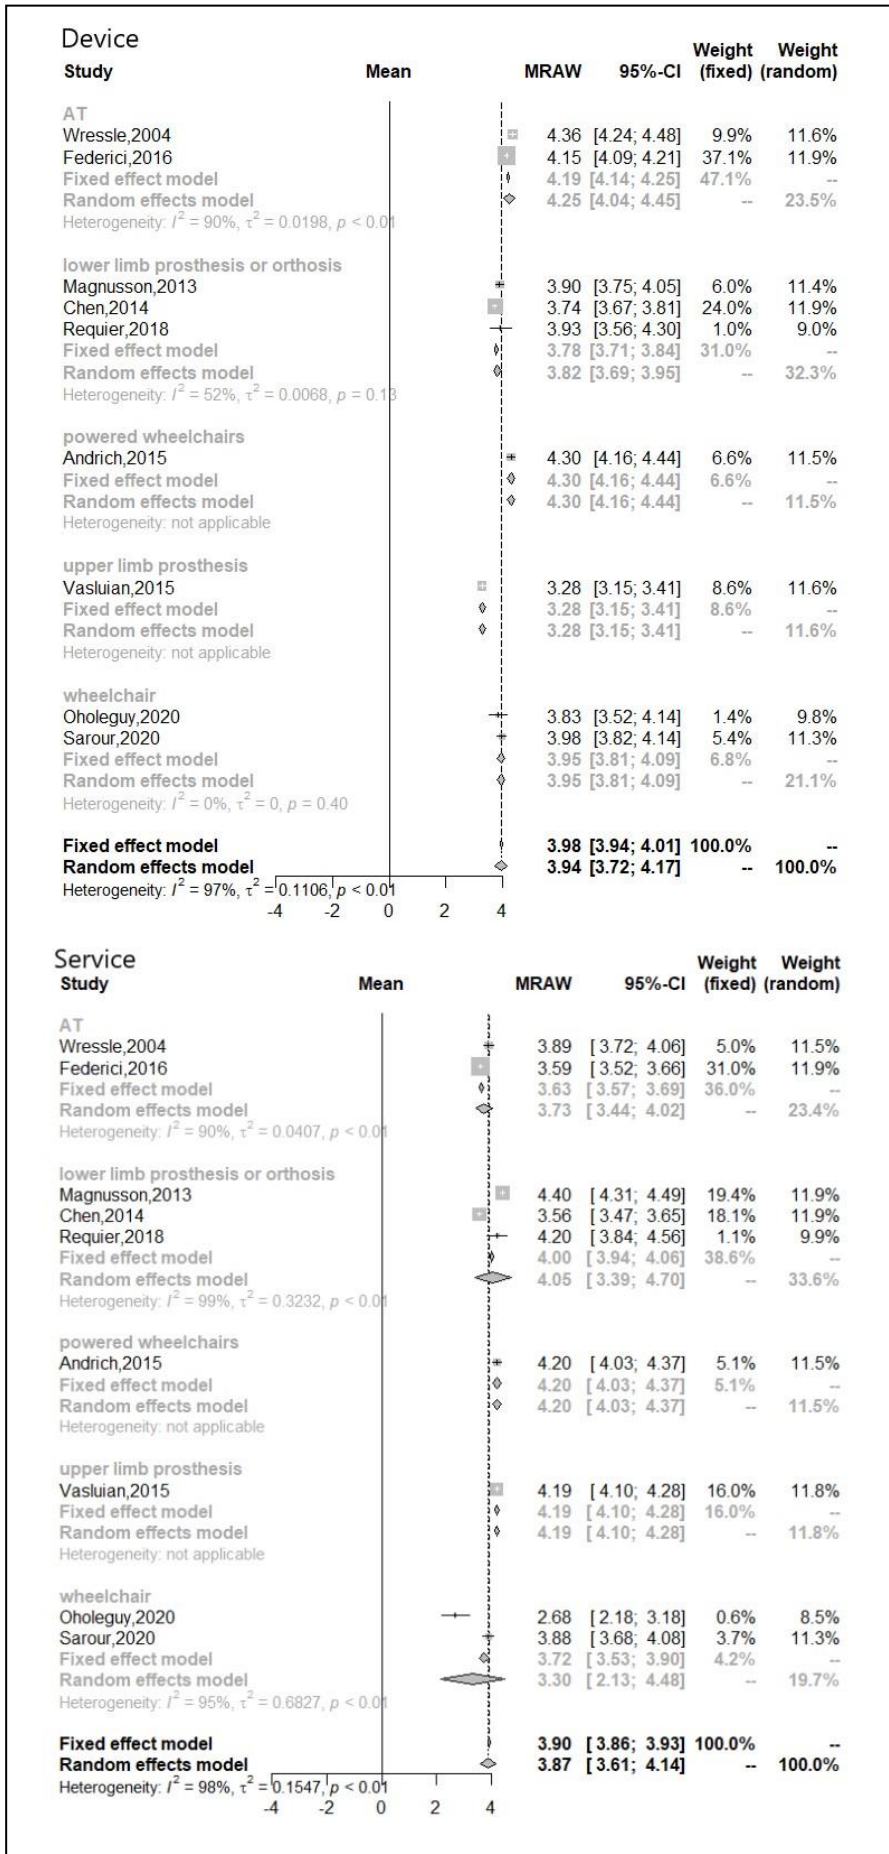 Device
Weight Weight
Study Mean MRAW 95%-CI (fixed) (random)
AT
Wressle,2004 4.36 [4.24; 4.48] 9.9% 11.6%
Federici,2016 4.15 [4.09; 4.21] 37.1% 11.9%
Fixed effect model 4.19 [4.14; 4.25] 47.1% --
Random effects model 4.25 [4.04; 4.45] -- 23.5%
Heterogeneity: I² = 90%, τ² = 0.0198, p < 0.01
lower limb prosthesis or orthosis
Magnusson,2013 3.90 [3.75; 4.05] 6.0% 11.4%
Chen,2014 3.74 [3.67; 3.81] 24.0% 11.9%
Requier,2018 3.93 [3.56; 4.30] 1.0% 9.0%
Fixed effect model 3.78 [3.71; 3.84] 31.0% --
Random effects model 3.82 [3.69; 3.95] -- 32.3%
Heterogeneity: I² = 52%, τ² = 0.0068, p = 0.13
powered wheelchairs
Andrich,2015 4.30 [4.16; 4.44] 6.6% 11.5%
Fixed effect model 4.30 [4.16; 4.44] 6.6% --
Random effects model 4.30 [4.16; 4.44] -- 11.5%
Heterogeneity: not applicable
upper limb prosthesis
Vasluian,2015 3.28 [3.15; 3.41] 8.6% 11.6%
Fixed effect model 3.28 [3.15; 3.41] 8.6% --
Random effects model 3.28 [3.15; 3.41] -- 11.6%
Heterogeneity: not applicable
wheelchair
Oholeguy,2020 3.83 [3.52; 4.14] 1.4% 9.8%
Sarour,2020 3.98 [3.82; 4.14] 5.4% 11.3%
Fixed effect model 3.95 [3.81; 4.09] 6.8% --
Random effects model 3.95 [3.81; 4.09] -- 21.1%
Heterogeneity: I² = 0%, τ² = 0, p = 0.40
Fixed effect model 3.98 [3.94; 4.01] 100.0% --
Random effects model 3.94 [3.72; 4.17] -- 100.0%
Heterogeneity: I² = 97%, τ² = 0.1106, p < 0.01
-4 -2 0 2 4
Service
Weight Weight
Study Mean MRAW 95%-CI (fixed) (random)
AT
Wressle,2004 3.89 [ 3.72; 4.06] 5.0% 11.5%
Federici,2016 3.59 [ 3.52; 3.66] 31.0% 11.9%
Fixed effect model 3.63 [ 3.57; 3.69] 36.0% --
Random effects model 3.73 [ 3.44; 4.02] -- 23.4%
Heterogeneity: I² = 90%, τ² = 0.0407, p < 0.01
lower limb prosthesis or orthosis
Magnusson,2013 4.40 [ 4.31; 4.49] 19.4% 11.9%
Chen,2014 3.56 [ 3.47; 3.65] 18.1% 11.9%
Requier,2018 4.20 [ 3.84; 4.56] 1.1% 9.9%
Fixed effect model 4.00 [ 3.94; 4.06] 38.6% --
Random effects model 4.05 [ 3.39; 4.70] -- 33.6%
Heterogeneity: I² = 99%, τ² = 0.3232, p < 0.01
powered wheelchairs
Andrich,2015 4.20 [ 4.03; 4.37] 5.1% 11.5%
Fixed effect model 4.20 [ 4.03; 4.37] 5.1% --
Random effects model 4.20 [ 4.03; 4.37] -- 11.5%
Heterogeneity: not applicable
upper limb prosthesis
Vasluian,2015 4.19 [ 4.10; 4.28] 16.0% 11.8%
Fixed effect model 4.19 [ 4.10; 4.28] 16.0% --
Random effects model 4.19 [ 4.10; 4.28] -- 11.8%
Heterogeneity: not applicable
wheelchair
Oholeguy,2020 2.68 [ 2.18; 3.18] 0.6% 8.5%
Sarour,2020 3.88 [ 3.68; 4.08] 3.7% 11.3%
Fixed effect model 3.72 [ 3.53; 3.90] 4.2% --
Random effects model 3.30 [ 2.13; 4.48] -- 19.7%
Heterogeneity: I² = 95%, τ² = 0.6827, p < 0.01
Fixed effect model 3.90 [ 3.86; 3.93] 100.0% --
Random effects model 3.87 [ 3.61; 4.14] -- 100.0%
Heterogeneity: I² = 98%, τ² = 0.1547, p < 0.01
-4 -2 0 2 4